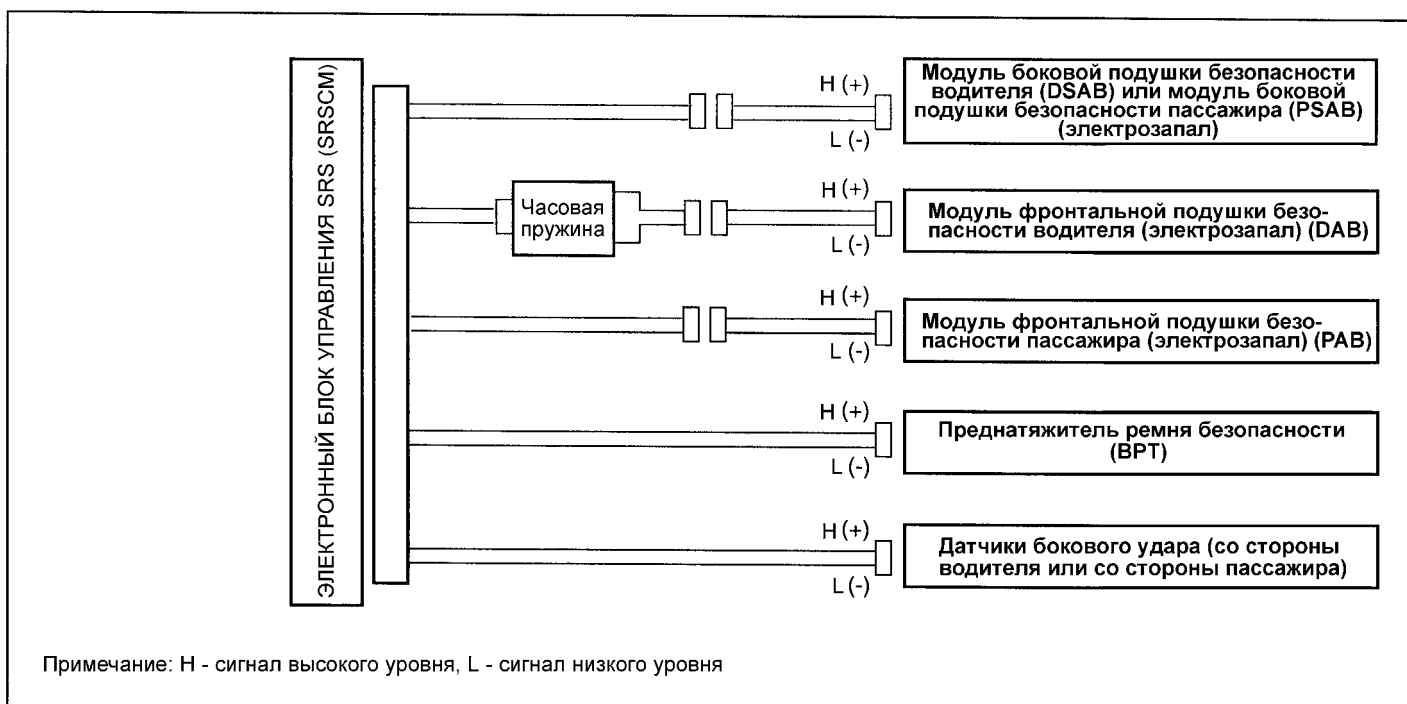 ЭЛЕКТРОННЫЙ БЛОК УПРАВЛЕНИЯ SRS (SRSCM)
H (+)
L (-)
Модуль боковой подушки безопасности
водителя (DSAB) или модуль боковой
подушки безопасности пассажира (PSAB)
(электрозапал)
Часовая
пружина
H (+)
L (-)
Модуль фронтальной подушки безо-
пасности водителя (электрозапал) (DAB)
H (+)
L (-)
Модуль фронтальной подушки безо-
пасности пассажира (электрозапал) (PAB)
H (+)
L (-)
Преднатяжитель ремня безопасности
(BPT)
H (+)
L (-)
Датчики бокового удара (со стороны
водителя или со стороны пассажира)
Примечание: H - сигнал высокого уровня, L - сигнал низкого уровня